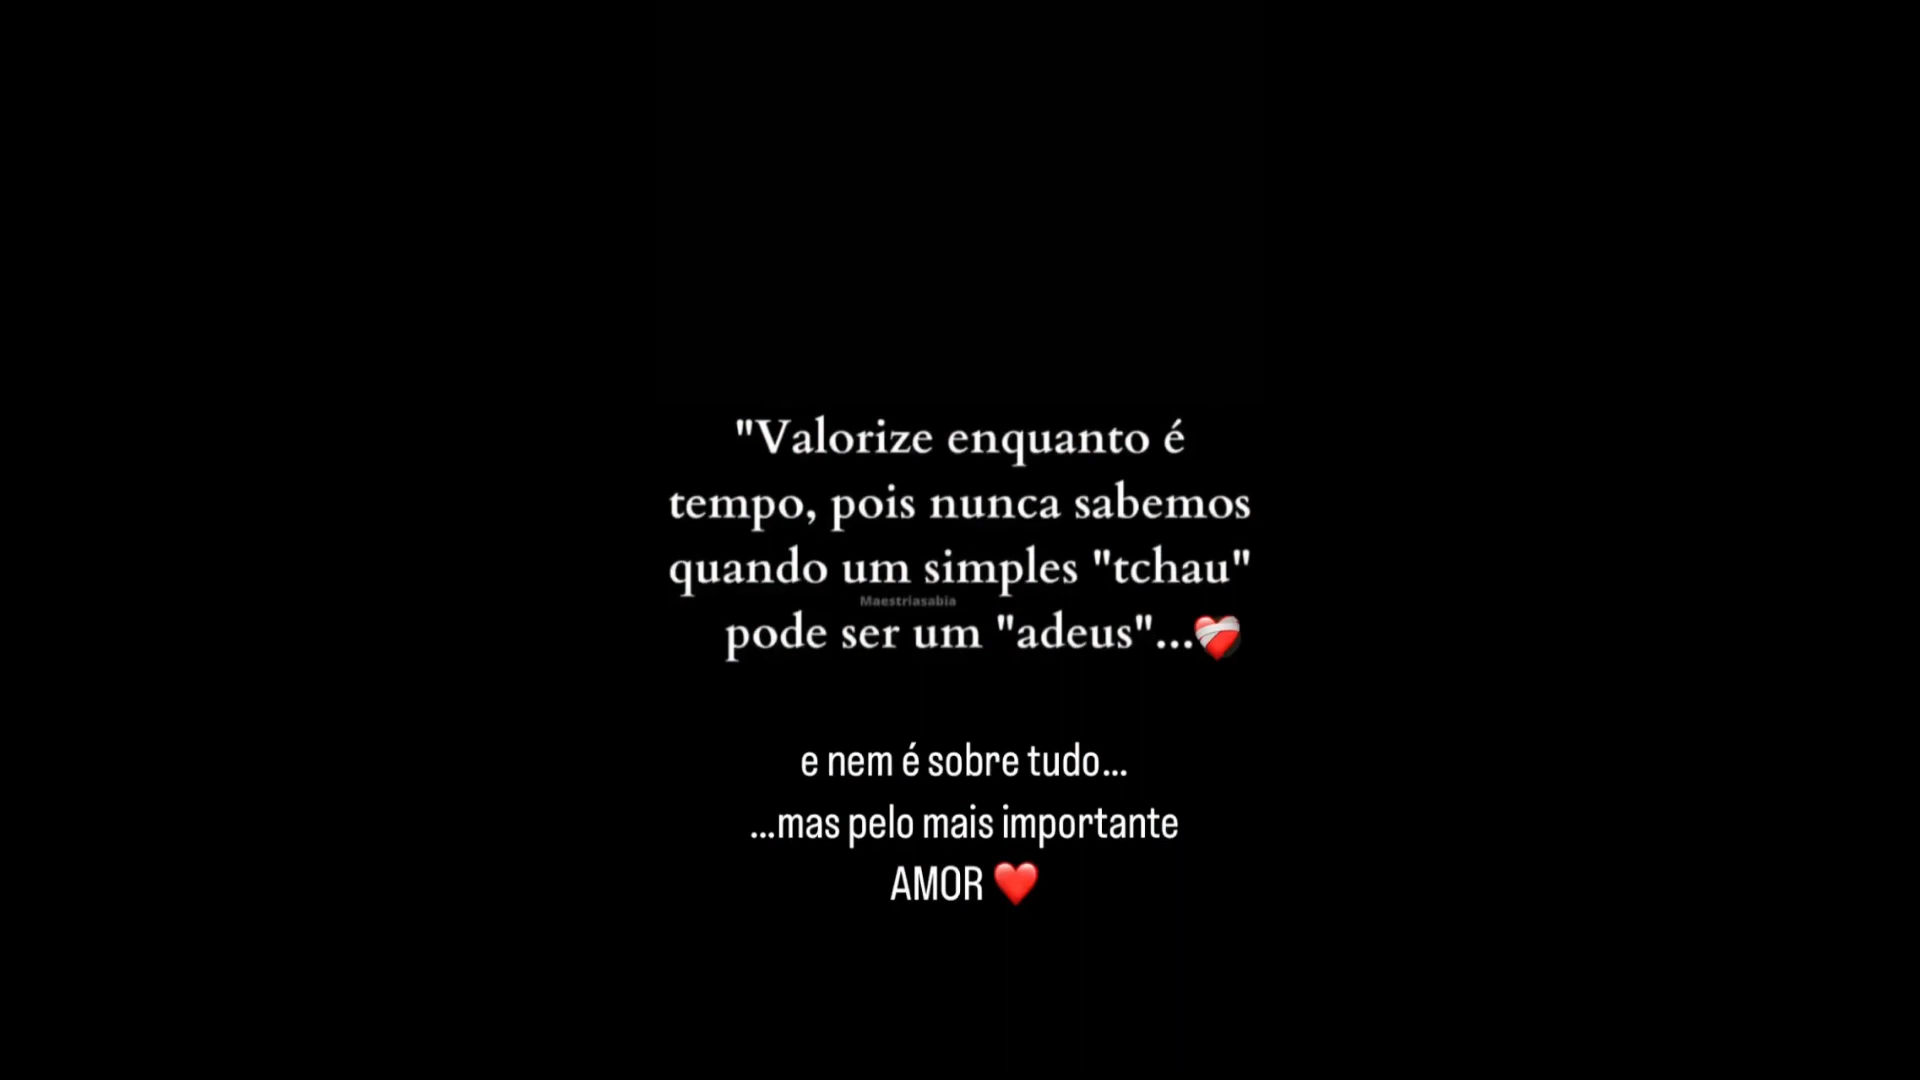 "Valorize enquanto é
tempo, pois nunca sabemos
quando um simples "tchau"
Maestriasabia
pode ser um "adeus"...❤️‍🩹
e nem é sobre tudo...
...mas pelo mais importante
AMOR ❤️